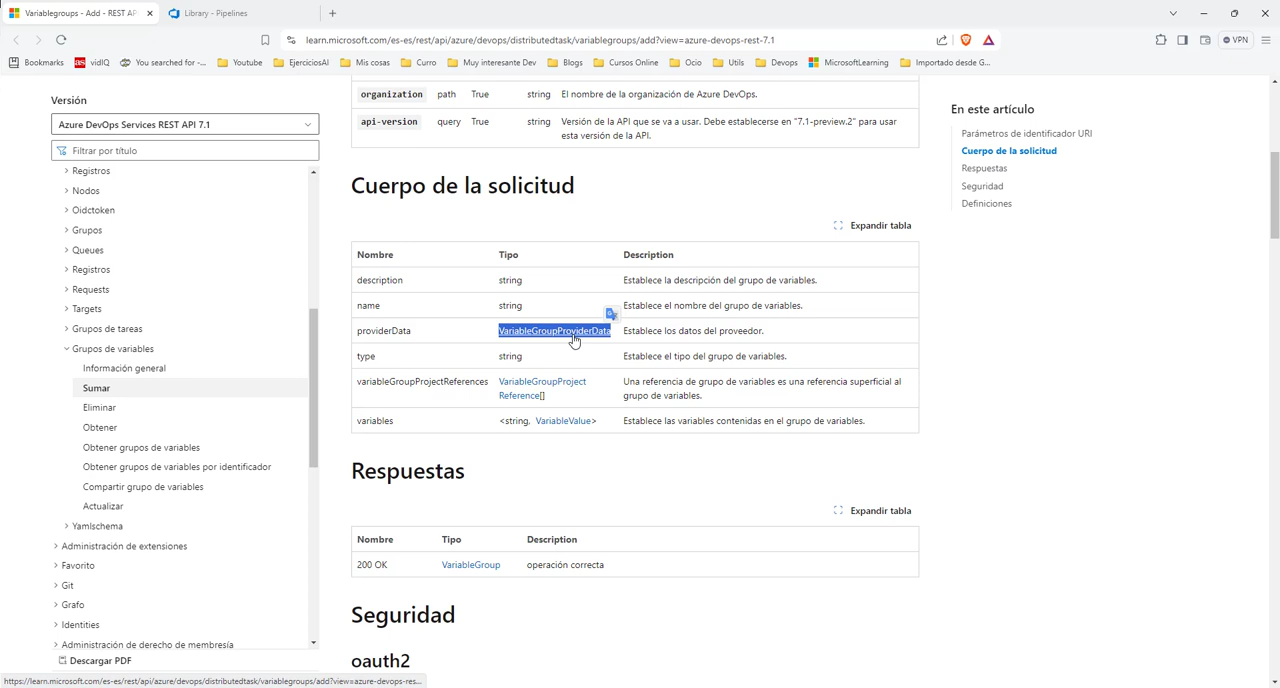 Variablegroups - Add - REST AP
Library - Pipelines
learn.microsoft.com/es-es/rest/api/azure/devops/distributedtask/variablegroups/add?view=azure-devops-rest-7.1
VPN
Bookmarks
vidIQ
You searched for -...
Youtube
EjerciciosAI
Mis cosas
Curro
Muy interesante Dev
Blogs
Cursos Online
Ocio
Utils
Devops
MicrosoftLearning
Importado desde G...
Versión
Azure DevOps Services REST API 7.1
Filtrar por título
Registros
Nodos
Oidctoken
Grupos
Queues
Registros
Requests
Targets
Grupos de tareas
Grupos de variables
Información general
Sumar
Eliminar
Obtener
Obtener grupos de variables
Obtener grupos de variables por identificador
Compartir grupo de variables
Actualizar
Yamlschema
Administración de extensiones
Favorito
Git
Grafo
Identities
Administración de derecho de membresía
Descargar PDF
organization path True string El nombre de la organización de Azure DevOps.
api-version query True string Versión de la API que se va a usar. Debe establecerse en "7.1-preview.2" para usar
esta versión de la API.
Cuerpo de la solicitud
Expandir tabla
Nombre Tipo Description
description string Establece la descripción del grupo de variables.
name string Establece el nombre del grupo de variables.
providerData VariableGroupProviderData Establece los datos del proveedor.
type string Establece el tipo del grupo de variables.
variableGroupProjectReferences VariableGroupProject Una referencia de grupo de variables es una referencia superficial al
Reference[] grupo de variables.
variables <string, VariableValue> Establece las variables contenidas en el grupo de variables.
Respuestas
Expandir tabla
Nombre Tipo Description
200 OK VariableGroup operación correcta
Seguridad
oauth2
En este artículo
Parámetros de identificador URI
Cuerpo de la solicitud
Respuestas
Seguridad
Definiciones
https://learn.microsoft.com/es-es/rest/api/azure/devops/distributedtask/variablegroups/add?view=azure-devops-res...